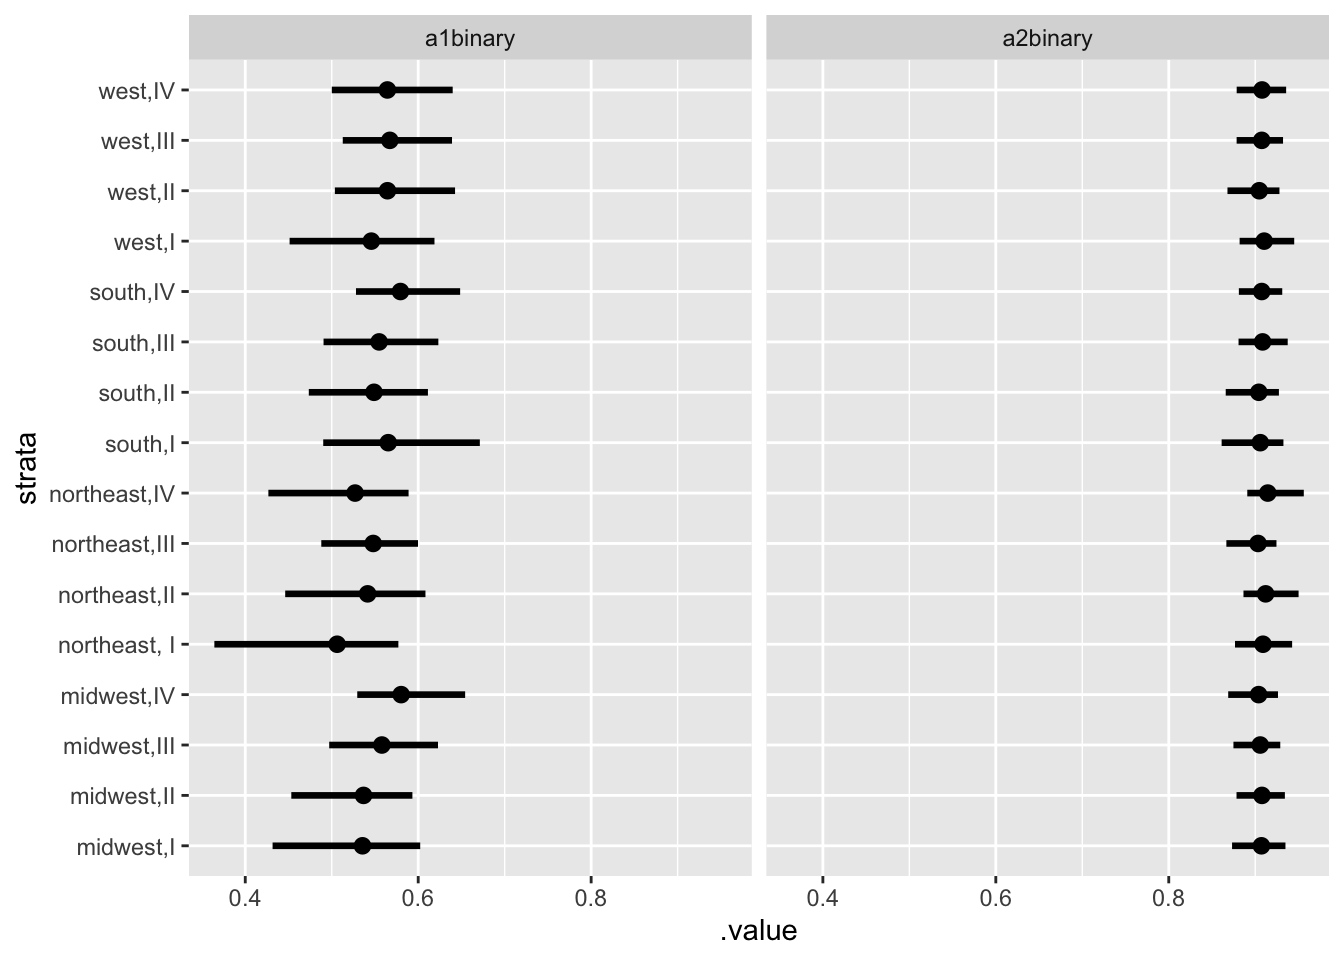 a1binary a2binary
west,IV
west,III
west,II
west,I
south,IV
south,III
south,II
south,I
strata
northeast,IV
northeast,III
northeast,II
northeast, I
midwest,IV
midwest,III
midwest,II
midwest,I
0.4 0.6 0.8 0.4 0.6 0.8
.value